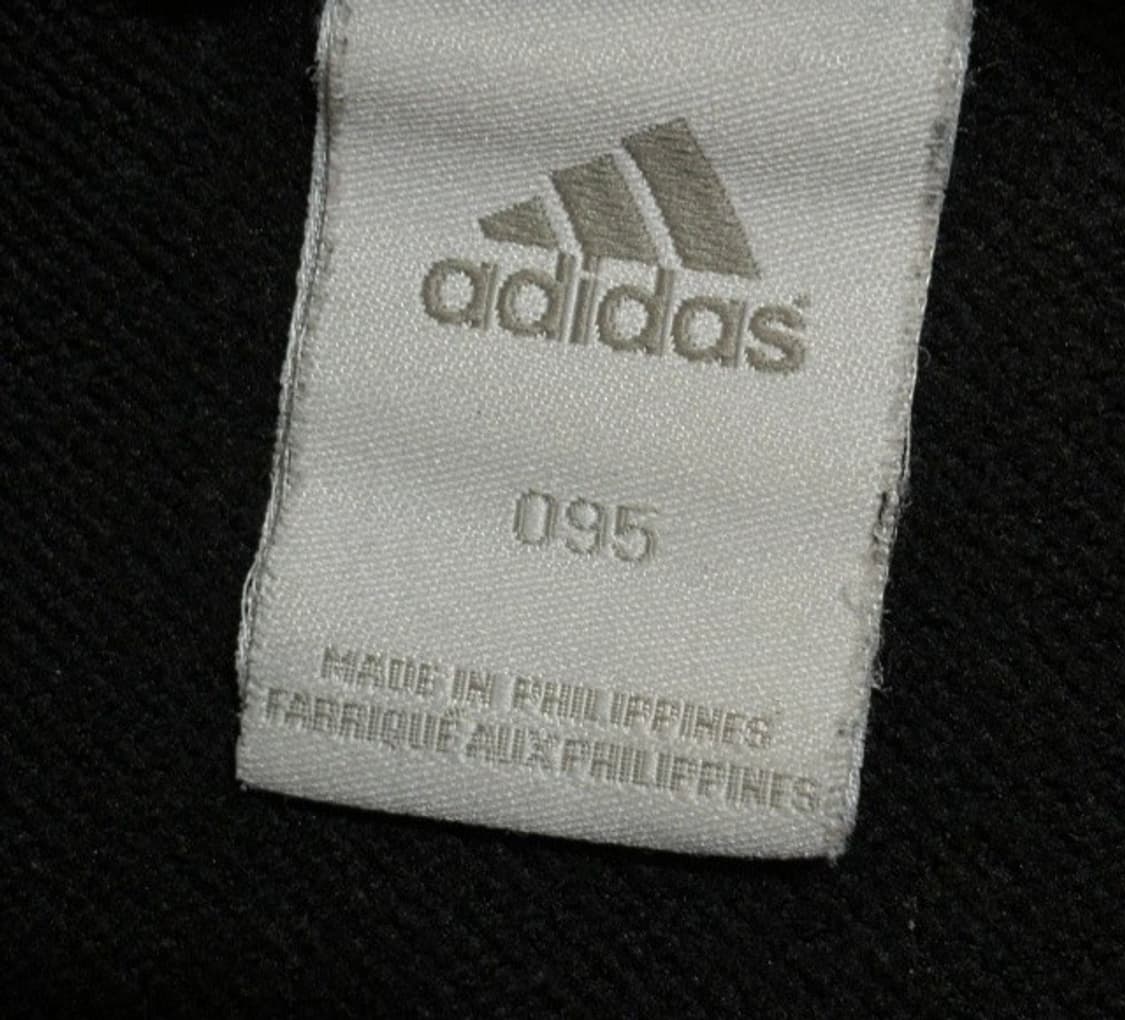 adidas
095
MADE IN PHILIPPINES
FABRIQUÉ AUX PHILIPPINES